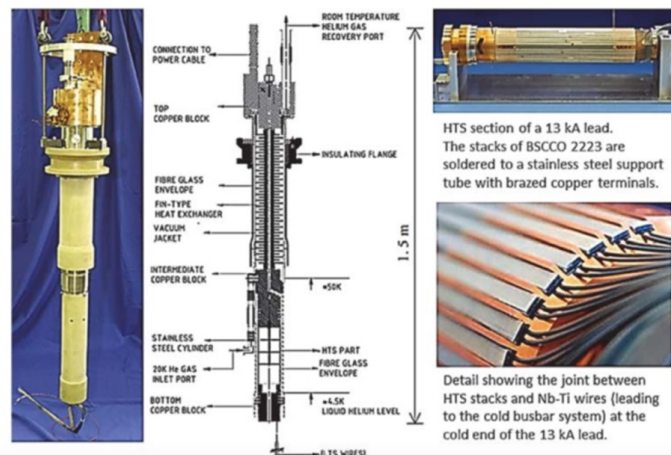 ROOM TEMPERATURE
HELIUM GAS
RECOVERY PORT
CONNECTION TO
POWER CABLE
TOP
COPPER BLOCK
INSULATING FLANGE
FIBRE GLASS
ENVELOPE
FIN-TYPE
HEAT EXCHANGER
VACUUM
JACKET
1.5 m
INTERMEDIATE
COPPER BLOCK
≈50K
STAINLESS
STEEL CYLINDER
HTS PART
20K He GAS
INLET PORT
FIBRE GLASS
ENVELOPE
BOTTOM
COPPER BLOCK
≈4.5K
LIQUID HELIUM LEVEL
HTS section of a 13 kA lead.
The stacks of BSCCO 2223 are
soldered to a stainless steel support
tube with brazed copper terminals.
Detail showing the joint between
HTS stacks and Nb-Ti wires (leading
to the cold busbar system) at the
cold end of the 13 kA lead.